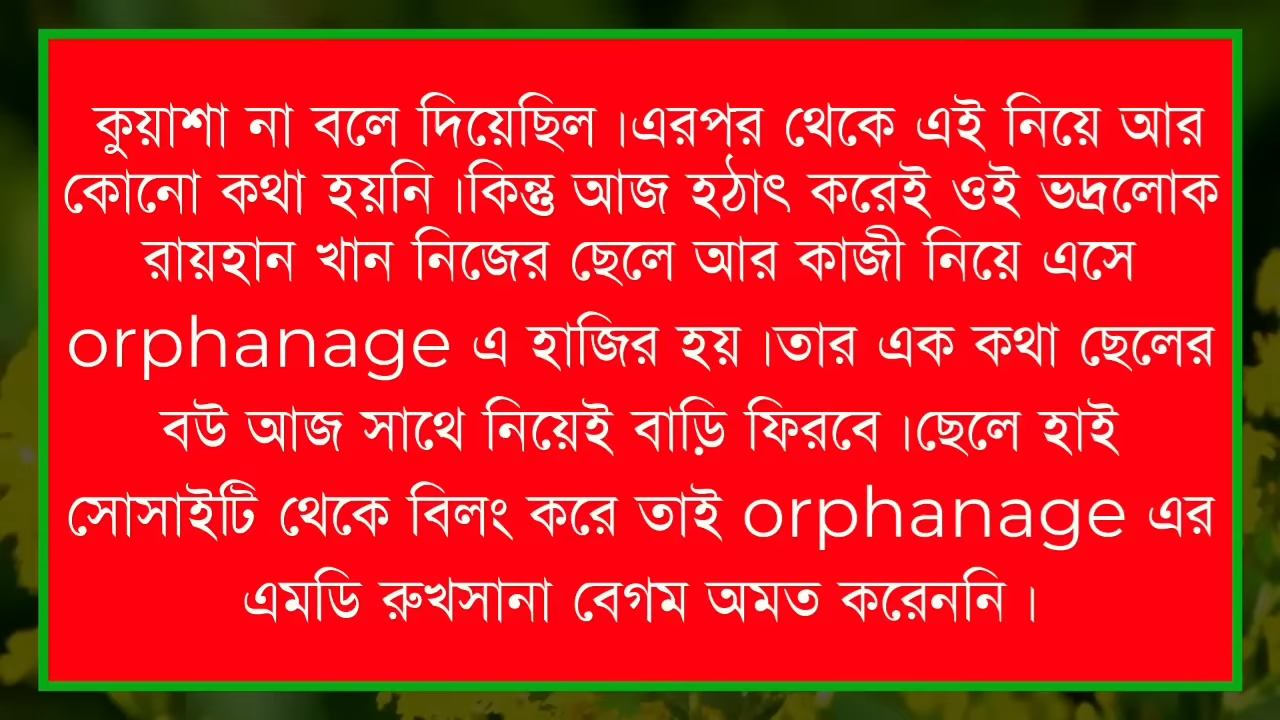 কুয়াশা না বলে দিয়েছিল ।এরপর থেকে এই নিয়ে আর
কোনো কথা হয়নি ।কিন্তু আজ হঠাৎ করেই ওই ভদ্রলোক
রায়হান খান নিজের ছেলে আর কাজী নিয়ে এসে
orphanage এ হাজির হয় ।তার এক কথা ছেলের
বউ আজ সাথে নিয়েই বাড়ি ফিরবে ।ছেলে হাই
সোসাইটি থেকে বিলং করে তাই orphanage এর
এমডি রুখসানা বেগম অমত করেননি ।